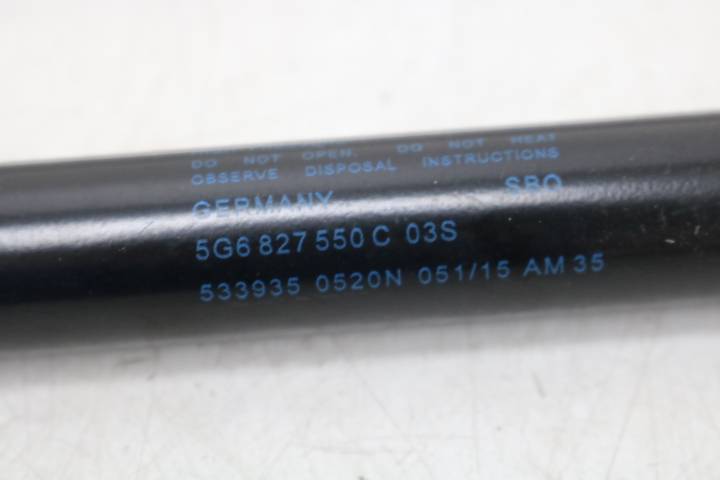 DO NOT OPEN. DO NOT HEAT
OBSERVE DISPOSAL INSTRUCTIONS
GERMANY SBO
5G6 827 550 C 03S
533935 0520N 051/15 AM 35